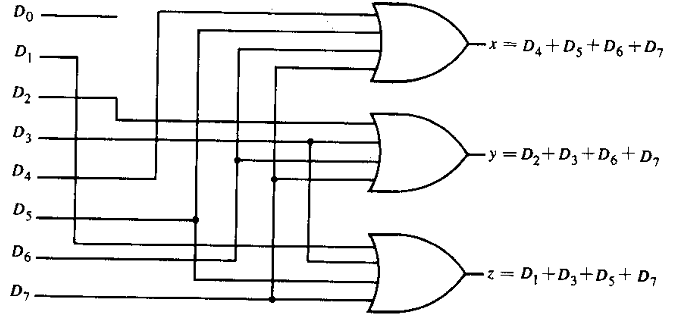 D₀
D₁
D₂
D₃
D₄
D₅
D₆
D₇
x = D₄ + D₅ + D₆ + D₇
y = D₂ + D₃ + D₆ + D₇
z = D₁ + D₃ + D₅ + D₇